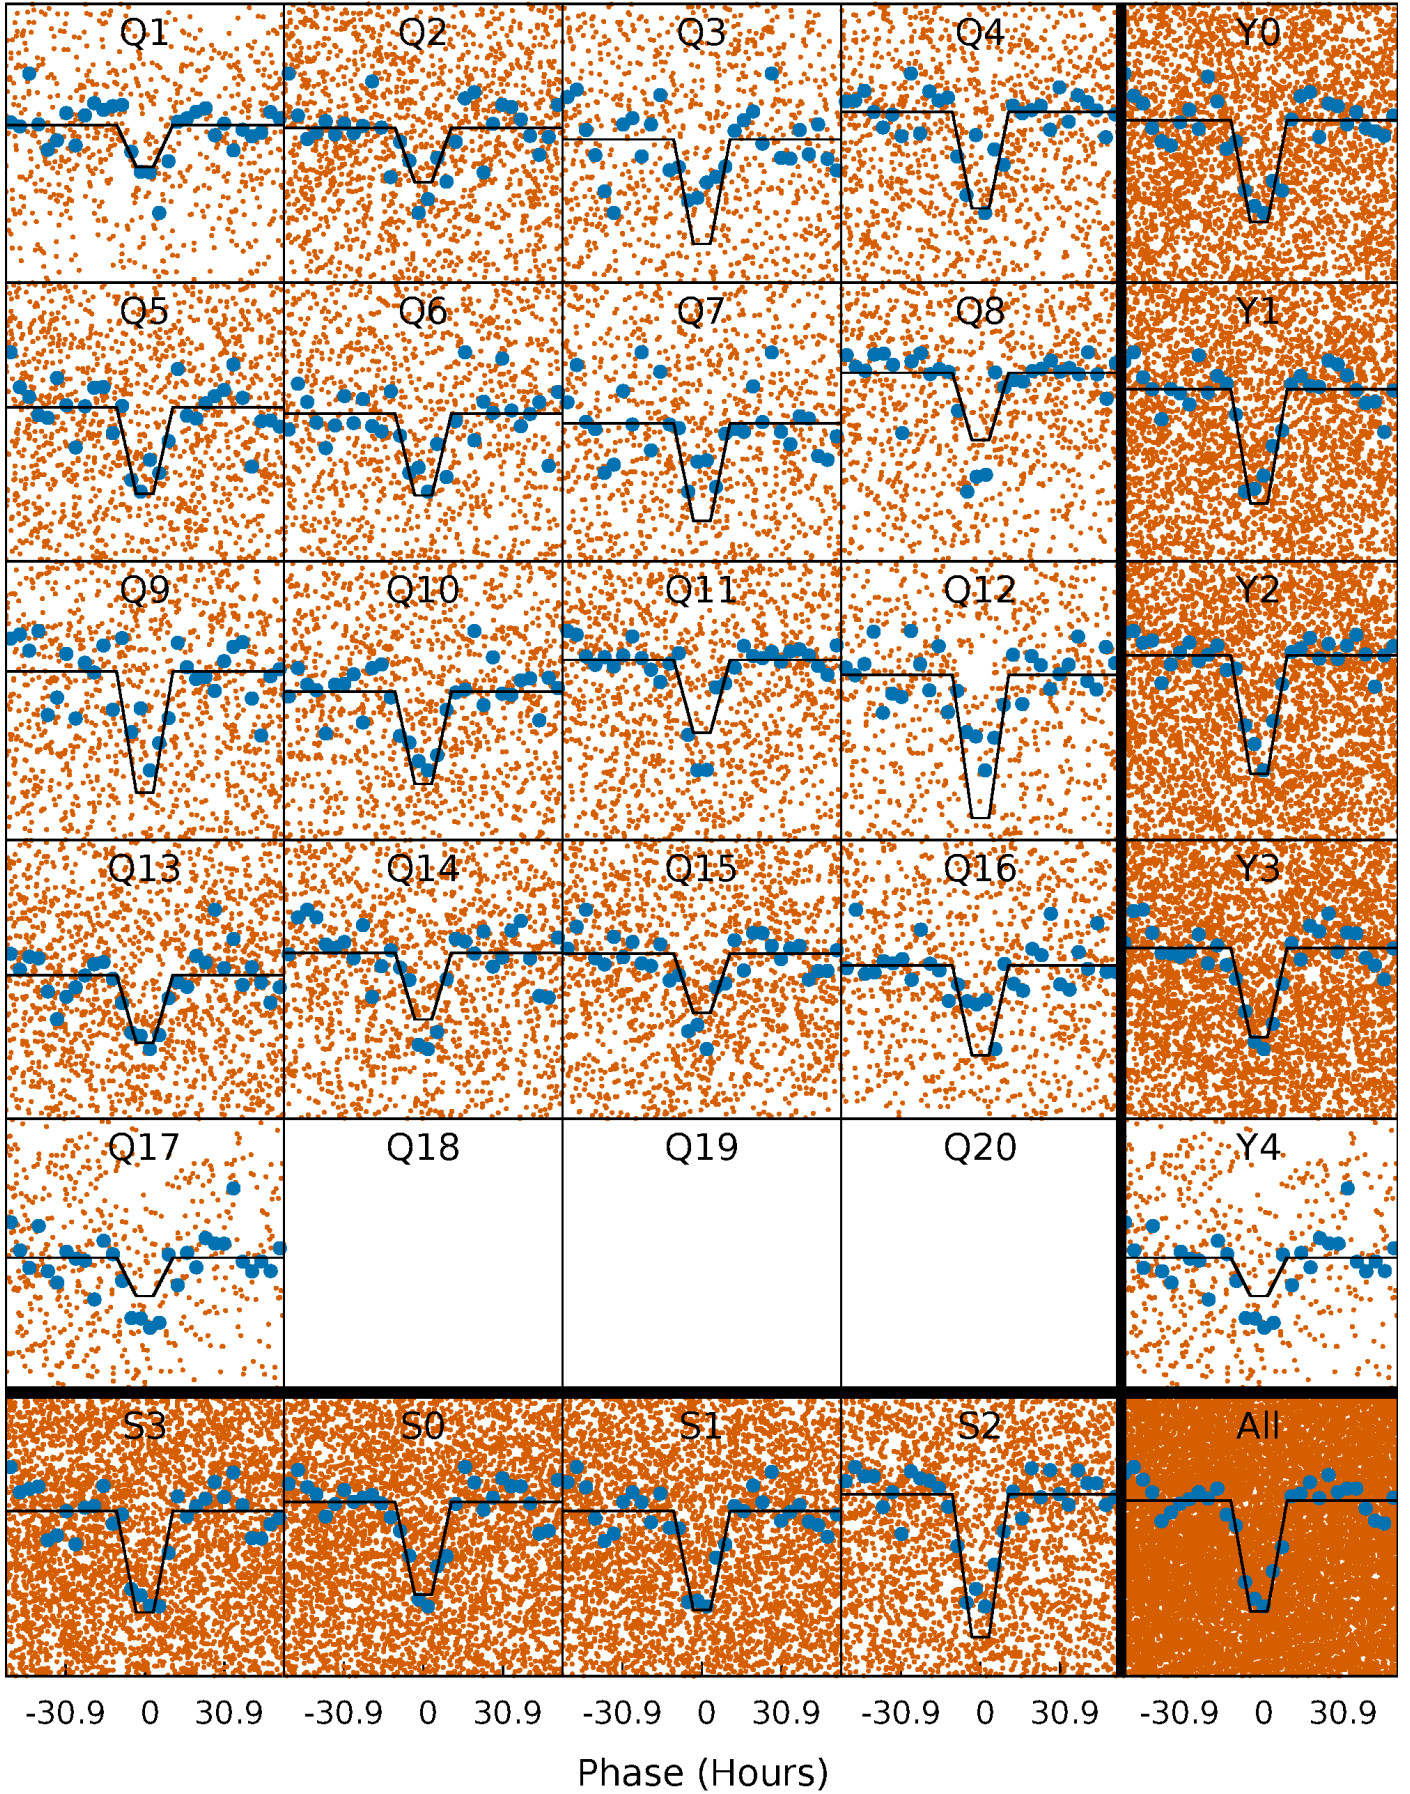 Q1 Q2 Q3 Q4 Y0
Q5 Q6 Q7 Q8 Y1
Q9 Q10 Q11 Q12 Y2
Q13 Q14 Q15 Q16 Y3
Q17 Q18 Q19 Q20 Y4
S3 S0 S1 S2 All
-30.9 0 30.9 -30.9 0 30.9 -30.9 0 30.9 -30.9 0 30.9 -30.9 0 30.9
Phase (Hours)